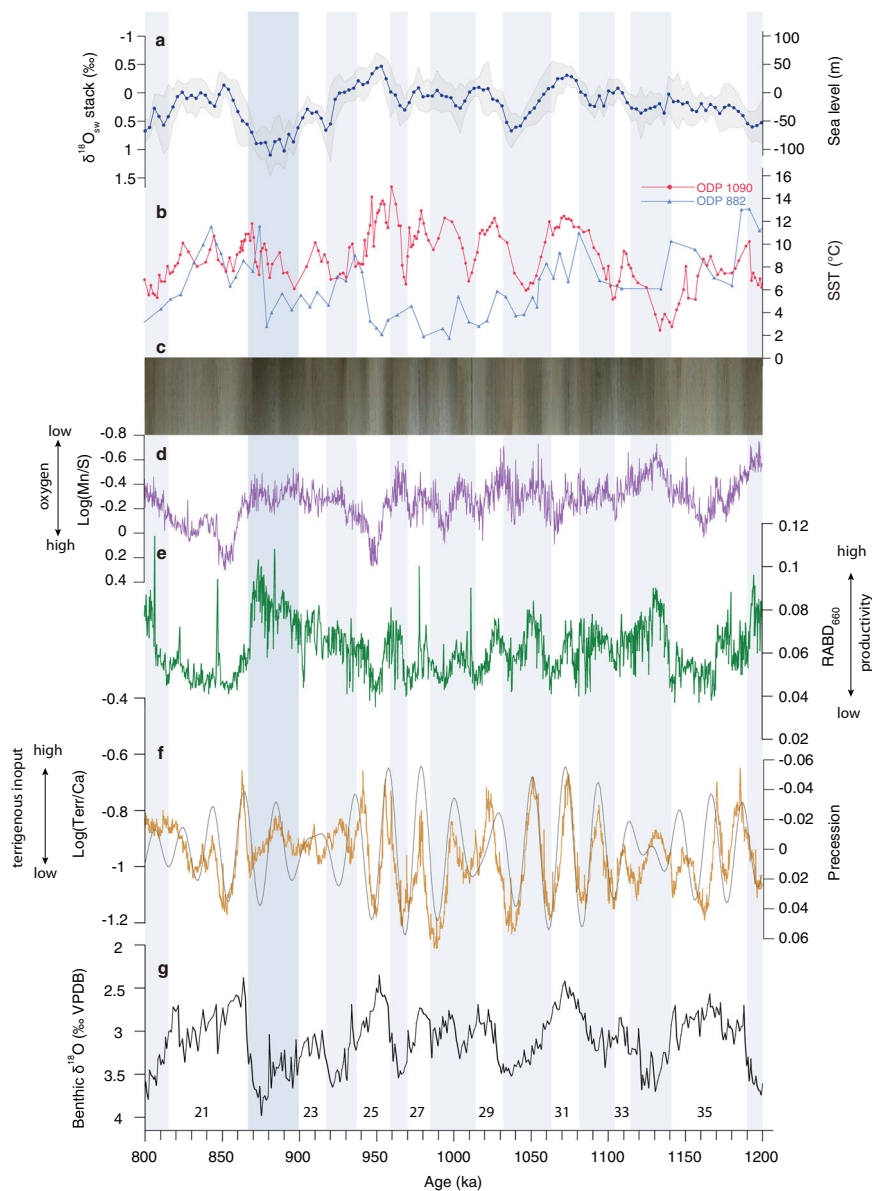 a
-1
-0.5
0
0.5
1
1.5
δ¹⁸Osw stack (‰)
100
50
0
-50
-100
Sea level (m)
b
ODP 1090
ODP 882
16
14
12
10
8
6
4
2
0
SST (°C)
c
d
low
oxygen
high
-0.8
-0.6
-0.4
-0.2
0
0.2
0.4
Log(Mn/S)
e
0.12
0.1
0.08
0.06
0.04
0.02
RABD660
high
productivity
low
f
high
terrigenous inoput
low
-0.4
-0.6
-0.8
-1
-1.2
Log(Terr/Ca)
-0.06
-0.04
-0.02
0
0.02
0.04
0.06
Precession
g
2
2.5
3
3.5
4
Benthic δ¹⁸O (‰ VPDB)
21 23 25 27 29 31 33 35
800 850 900 950 1000 1050 1100 1150 1200
Age (ka)